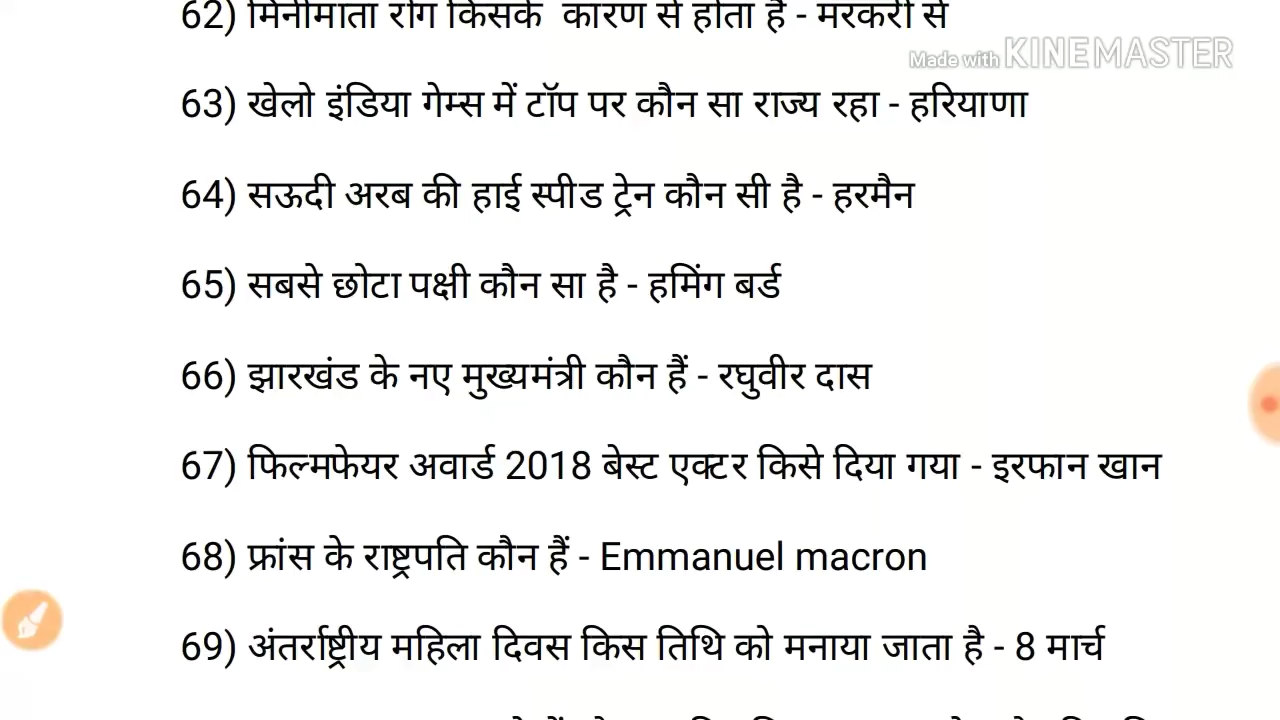 62) मिनीमाता रोग किसके कारण से होता है - मरकरी से
Made with KINEMASTER
63) खेलो इंडिया गेम्स में टॉप पर कौन सा राज्य रहा - हरियाणा
64) सऊदी अरब की हाई स्पीड ट्रेन कौन सी है - हरमैन
65) सबसे छोटा पक्षी कौन सा है - हमिंग बर्ड
66) झारखंड के नए मुख्यमंत्री कौन हैं - रघुवीर दास
67) फिल्मफेयर अवार्ड 2018 बेस्ट एक्टर किसे दिया गया - इरफान खान
68) फ्रांस के राष्ट्रपति कौन हैं - Emmanuel macron
69) अंतर्राष्ट्रीय महिला दिवस किस तिथि को मनाया जाता है - 8 मार्च